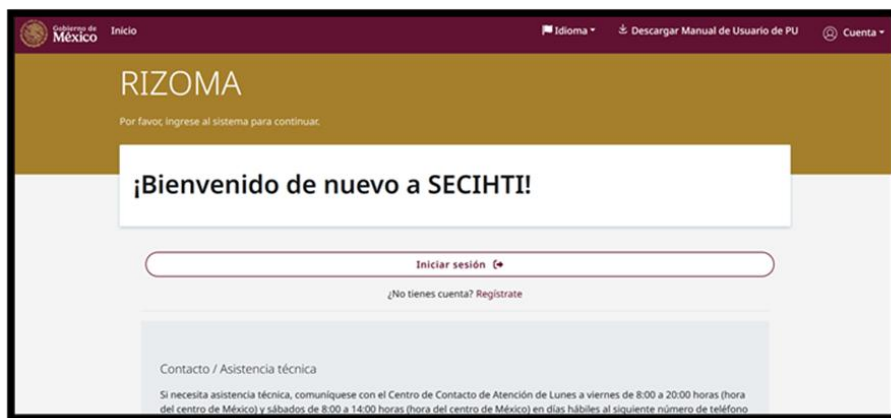 Gobierno de
México
Inicio
Idioma
Descargar Manual de Usuario de PU
Cuenta
RIZOMA
Por favor, ingrese al sistema para continuar.
¡Bienvenido de nuevo a SECIHTI!
Iniciar sesión
¿No tienes cuenta? Regístrate
Contacto / Asistencia técnica
Si necesita asistencia técnica, comuníquese con el Centro de Contacto de Atención de Lunes a viernes de 8:00 a 20:00 horas (hora
del centro de México) y sábados de 8:00 a 14:00 horas (hora del centro de México) en días hábiles al siguiente número de teléfono